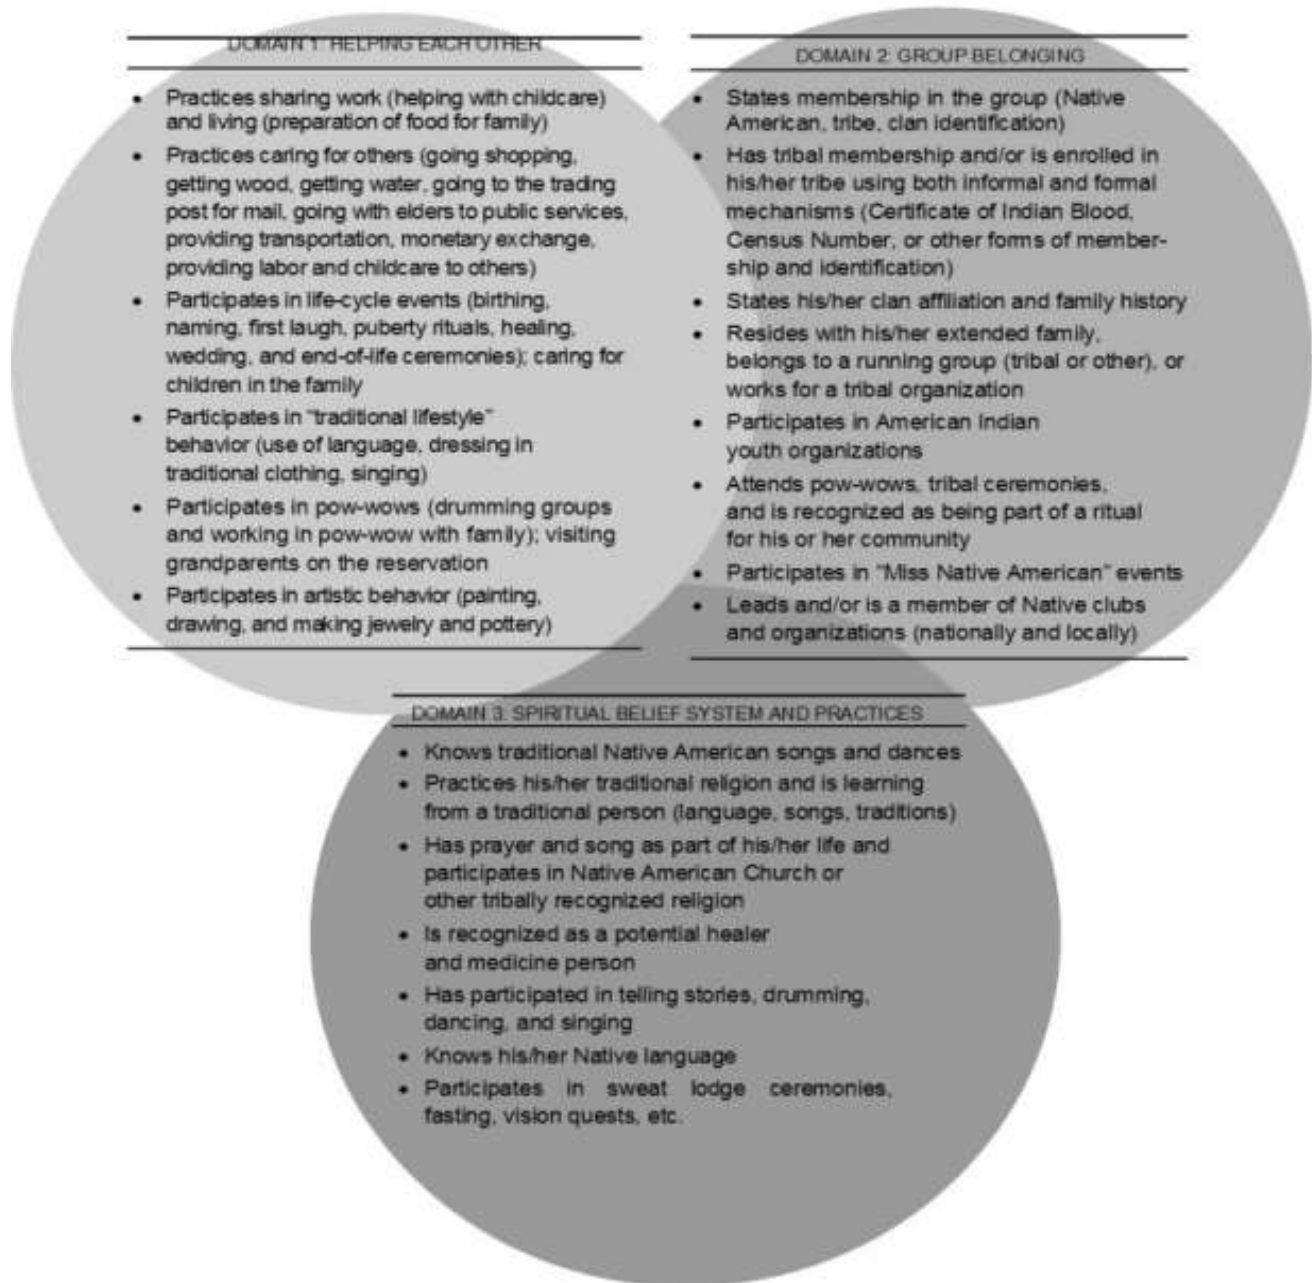 DOMAIN 1: HELPING EACH OTHER
• Practices sharing work (helping with childcare)
and living (preparation of food for family)
• Practices caring for others (going shopping,
getting wood, getting water, going to the trading
post for mail, going with elders to public services,
providing transportation, monetary exchange,
providing labor and childcare to others)
• Participates in life-cycle events (birthing,
naming, first laugh, puberty rituals, healing,
wedding, and end-of-life ceremonies); caring for
children in the family
• Participates in “traditional lifestyle”
behavior (use of language, dressing in
traditional clothing, singing)
• Participates in pow-wows (drumming groups
and working in pow-wow with family); visiting
grandparents on the reservation
• Participates in artistic behavior (painting,
drawing, and making jewelry and pottery)
DOMAIN 2: GROUP BELONGING
• States membership in the group (Native
American, tribe, clan identification)
• Has tribal membership and/or is enrolled in
his/her tribe using both informal and formal
mechanisms (Certificate of Indian Blood,
Census Number, or other forms of member-
ship and identification)
• States his/her clan affiliation and family history
• Resides with his/her extended family,
belongs to a running group (tribal or other), or
works for a tribal organization
• Participates in American Indian
youth organizations
• Attends pow-wows, tribal ceremonies,
and is recognized as being part of a ritual
for his or her community
• Participates in “Miss Native American” events
• Leads and/or is a member of Native clubs
and organizations (nationally and locally)
DOMAIN 3: SPIRITUAL BELIEF SYSTEM AND PRACTICES
• Knows traditional Native American songs and dances
• Practices his/her traditional religion and is learning
from a traditional person (language, songs, traditions)
• Has prayer and song as part of his/her life and
participates in Native American Church or
other tribally recognized religion
• Is recognized as a potential healer
and medicine person
• Has participated in telling stories, drumming,
dancing, and singing
• Knows his/her Native language
• Participates in sweat lodge ceremonies,
fasting, vision quests, etc.